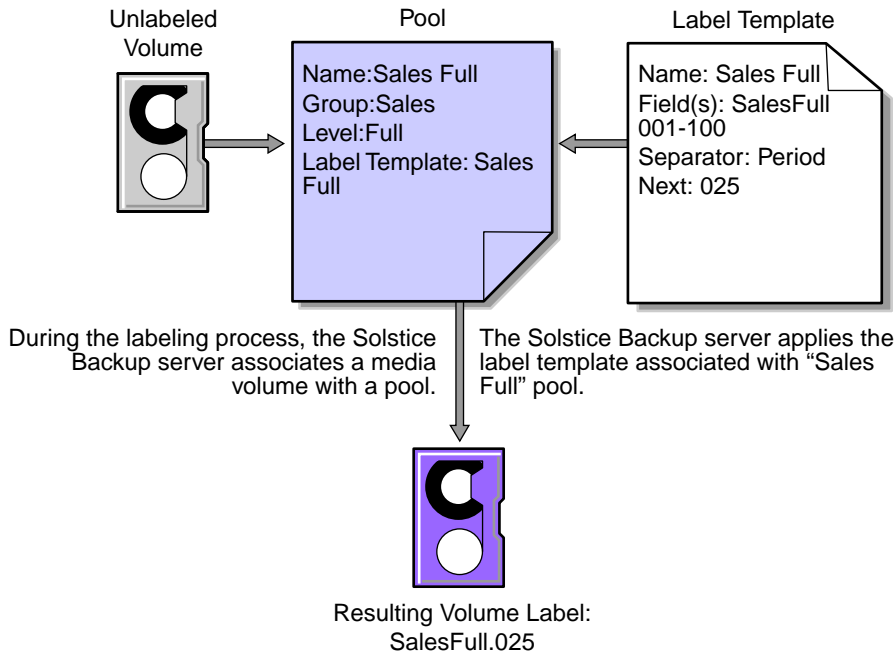 Unlabeled
Volume
Pool
Label Template
Name:Sales Full
Group:Sales
Level:Full
Label Template: Sales
Full
Name: Sales Full
Field(s): SalesFull
001-100
Separator: Period
Next: 025
During the labeling process, the Solstice
Backup server associates a media
volume with a pool.
The Solstice Backup server applies the
label template associated with “Sales
Full” pool.
Resulting Volume Label:
SalesFull.025